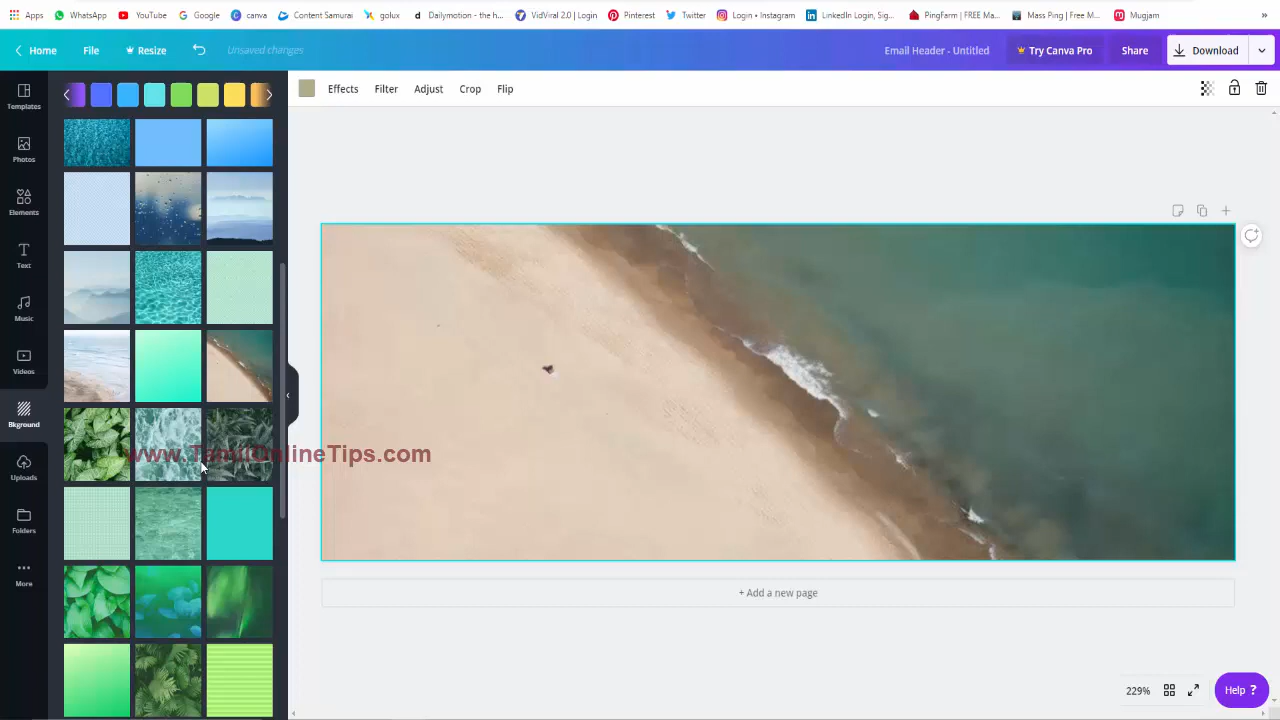 Apps WhatsApp YouTube Google canva Content Samurai golux Dailymotion - the h... VidViral 2.0 | Login Pinterest Twitter Login • Instagram LinkedIn Login, Sig... PingFarm | FREE Ma... Mass Ping | Free M... Mugjam »
Home File Resize Unsaved changes Email Header - Untitled Try Canva Pro Share Download
Effects Filter Adjust Crop Flip
Templates
Photos
Elements
Text
Music
Videos
Bkground
www.TamilOnlineTips.com
Uploads
Folders
More
+ Add a new page
229% Help ?